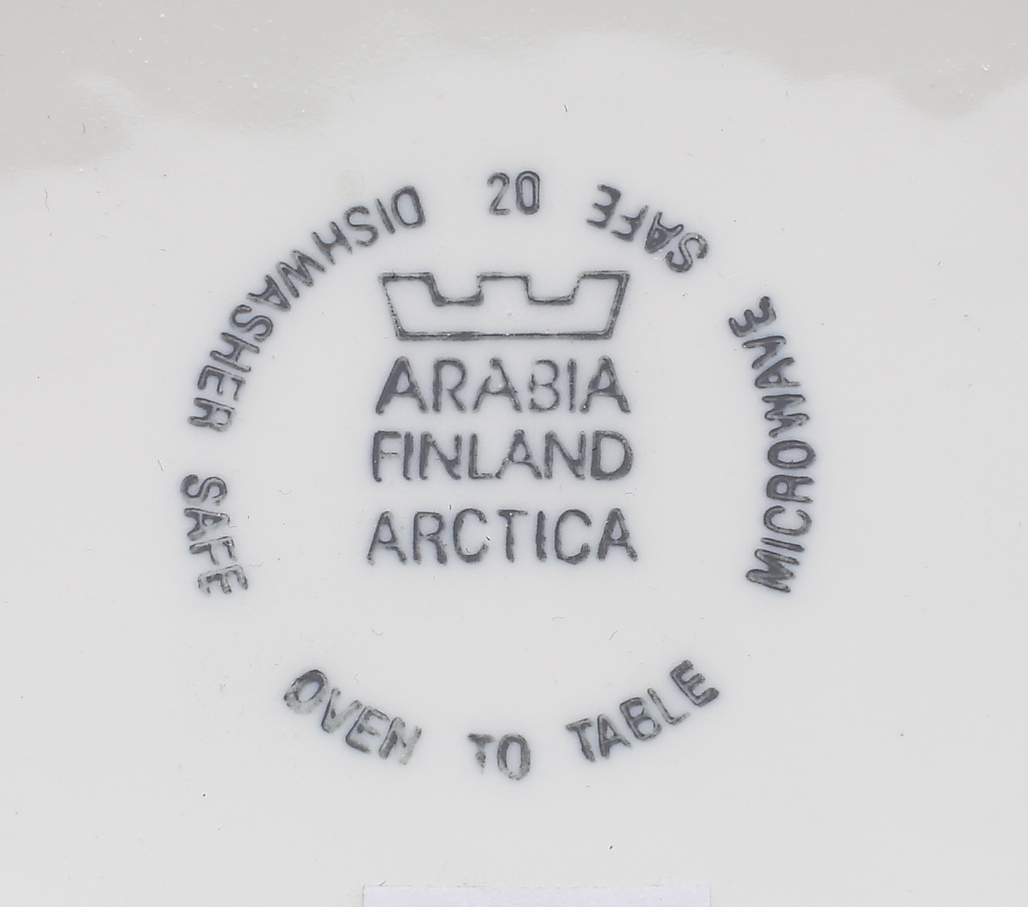 20
ARABIA
FINLAND
ARCTICA
DISHWASHER SAFE
OVEN TO TABLE
MICROWAVE SAFE